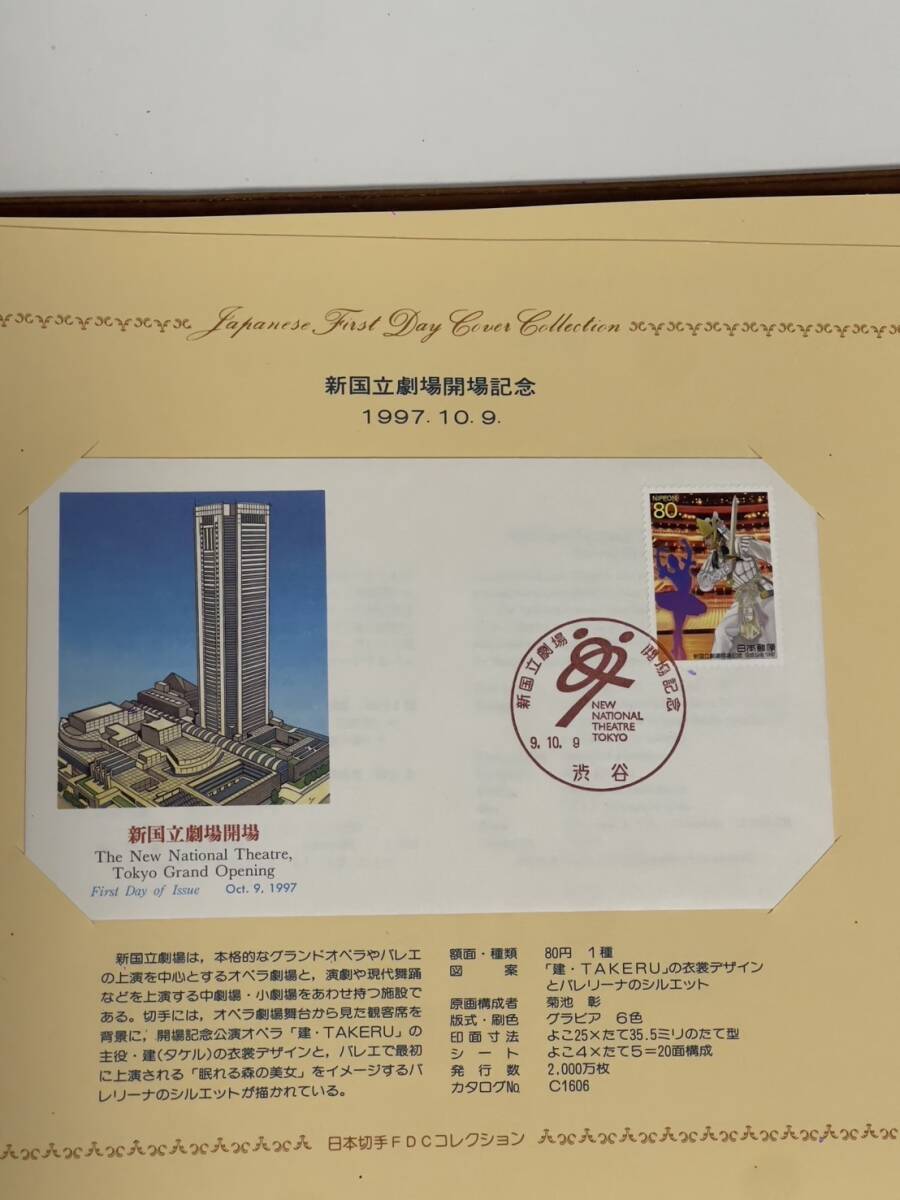 Japanese First Day Cover Collection
新国立劇場開場記念
1997.10.9.
NIPPON
80
日本郵便
新国立劇場開場記念
新国立劇場 開場記念
NEW
NATIONAL
THEATRE
TOKYO
9.10.9
渋谷
新国立劇場開場
The New National Theatre,
Tokyo Grand Opening
First Day of Issue Oct. 9, 1997
新国立劇場は，本格的なグランドオペラやバレエ
の上演を中心とするオペラ劇場と，演劇や現代舞踊
などを上演する中劇場・小劇場をあわせ持つ施設で
ある。切手には，オペラ劇場舞台から見た観客席を
背景に，開場記念公演オペラ「建・TAKERU」の
主役・建(タケル)の衣裳デザインと，バレエで最初
に上演される「眠れる森の美女」をイメージするバ
レリーナのシルエットが描かれている。
額面・種類 80円 1種
図案 「建・TAKERU」の衣裳デザイン
とバレリーナのシルエット
原画構成者 菊池 彰
版式・刷色 グラビア 6色
印面寸法 よこ25×たて35.5ミリのたて型
シート よこ4×たて5＝20面構成
発行数 2,000万枚
カタログNo. C1606
日本切手FDCコレクション